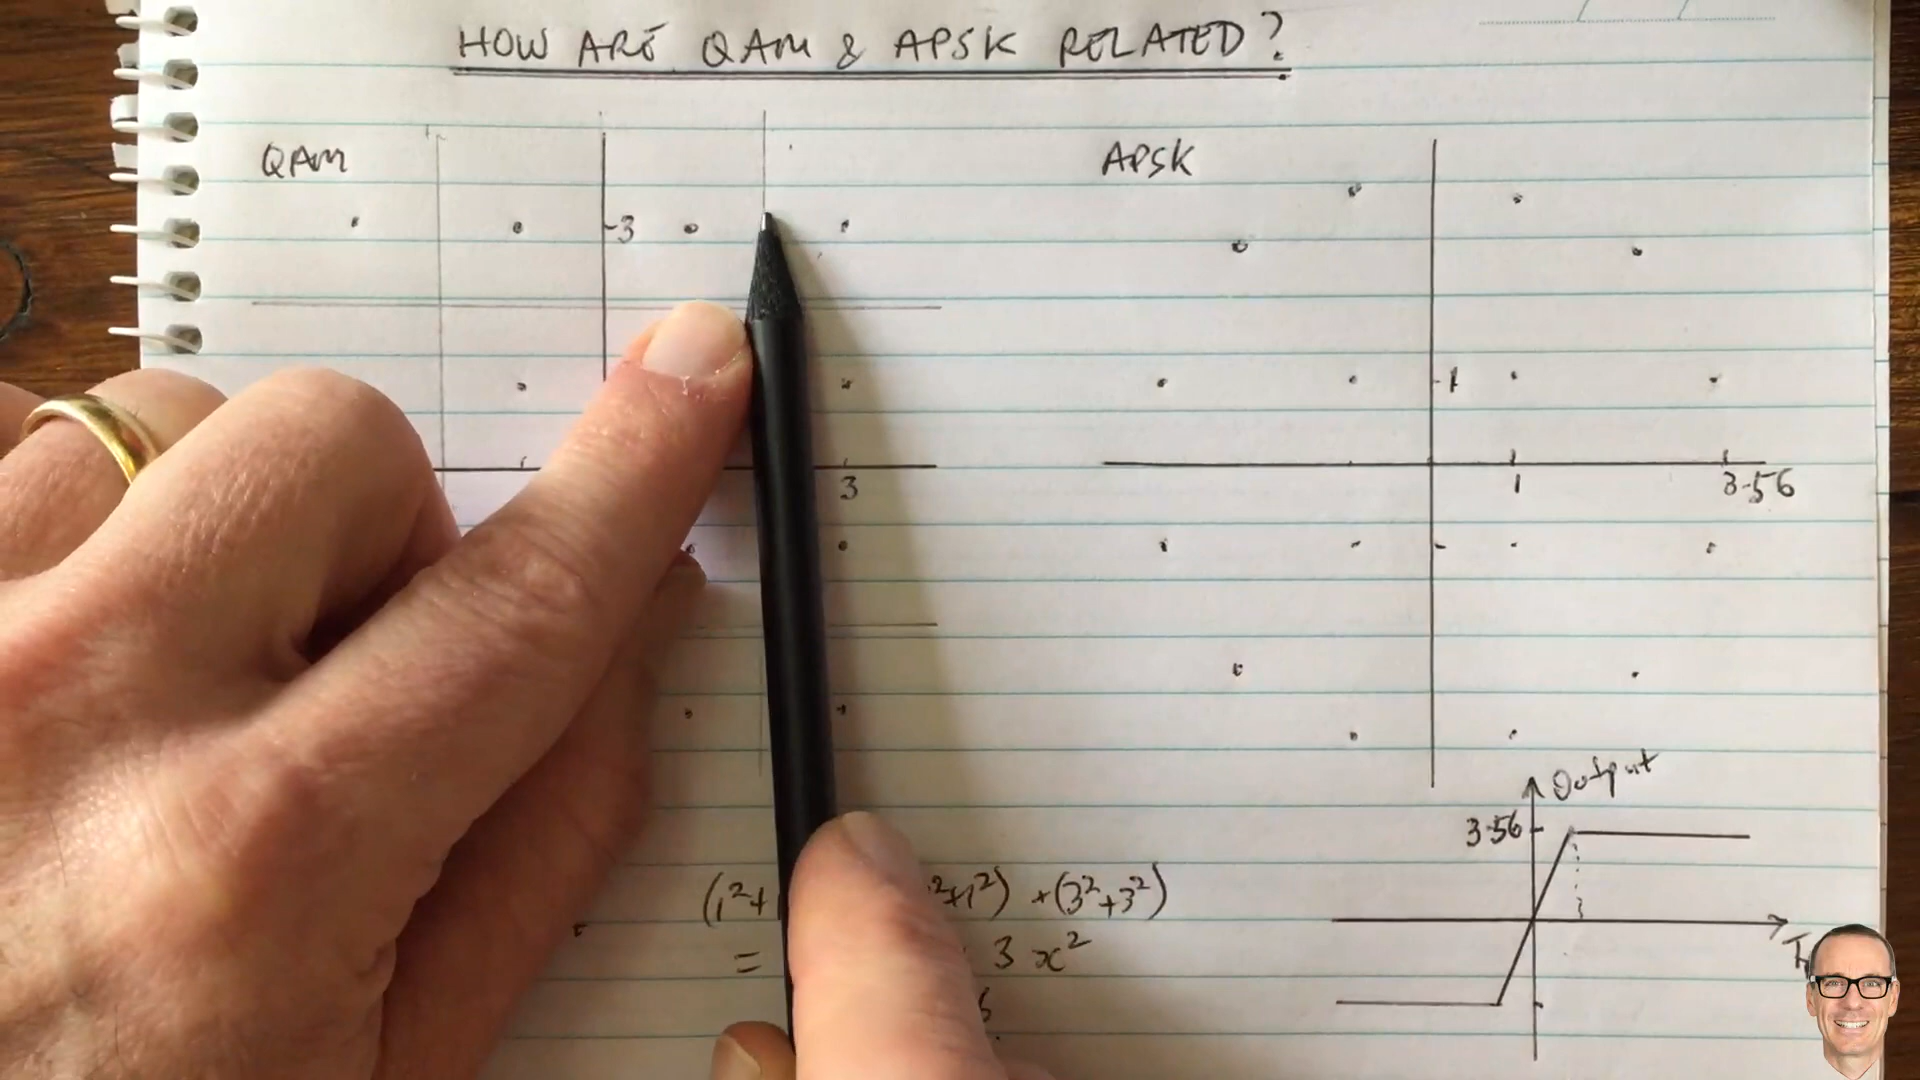 HOW ARE QAM & APSK RELATED?
QAM
3
3
APSK
1
1
3.56
Output
3.56
3
(1²+ ²+1²) + (3²+3²)
= 3 x²